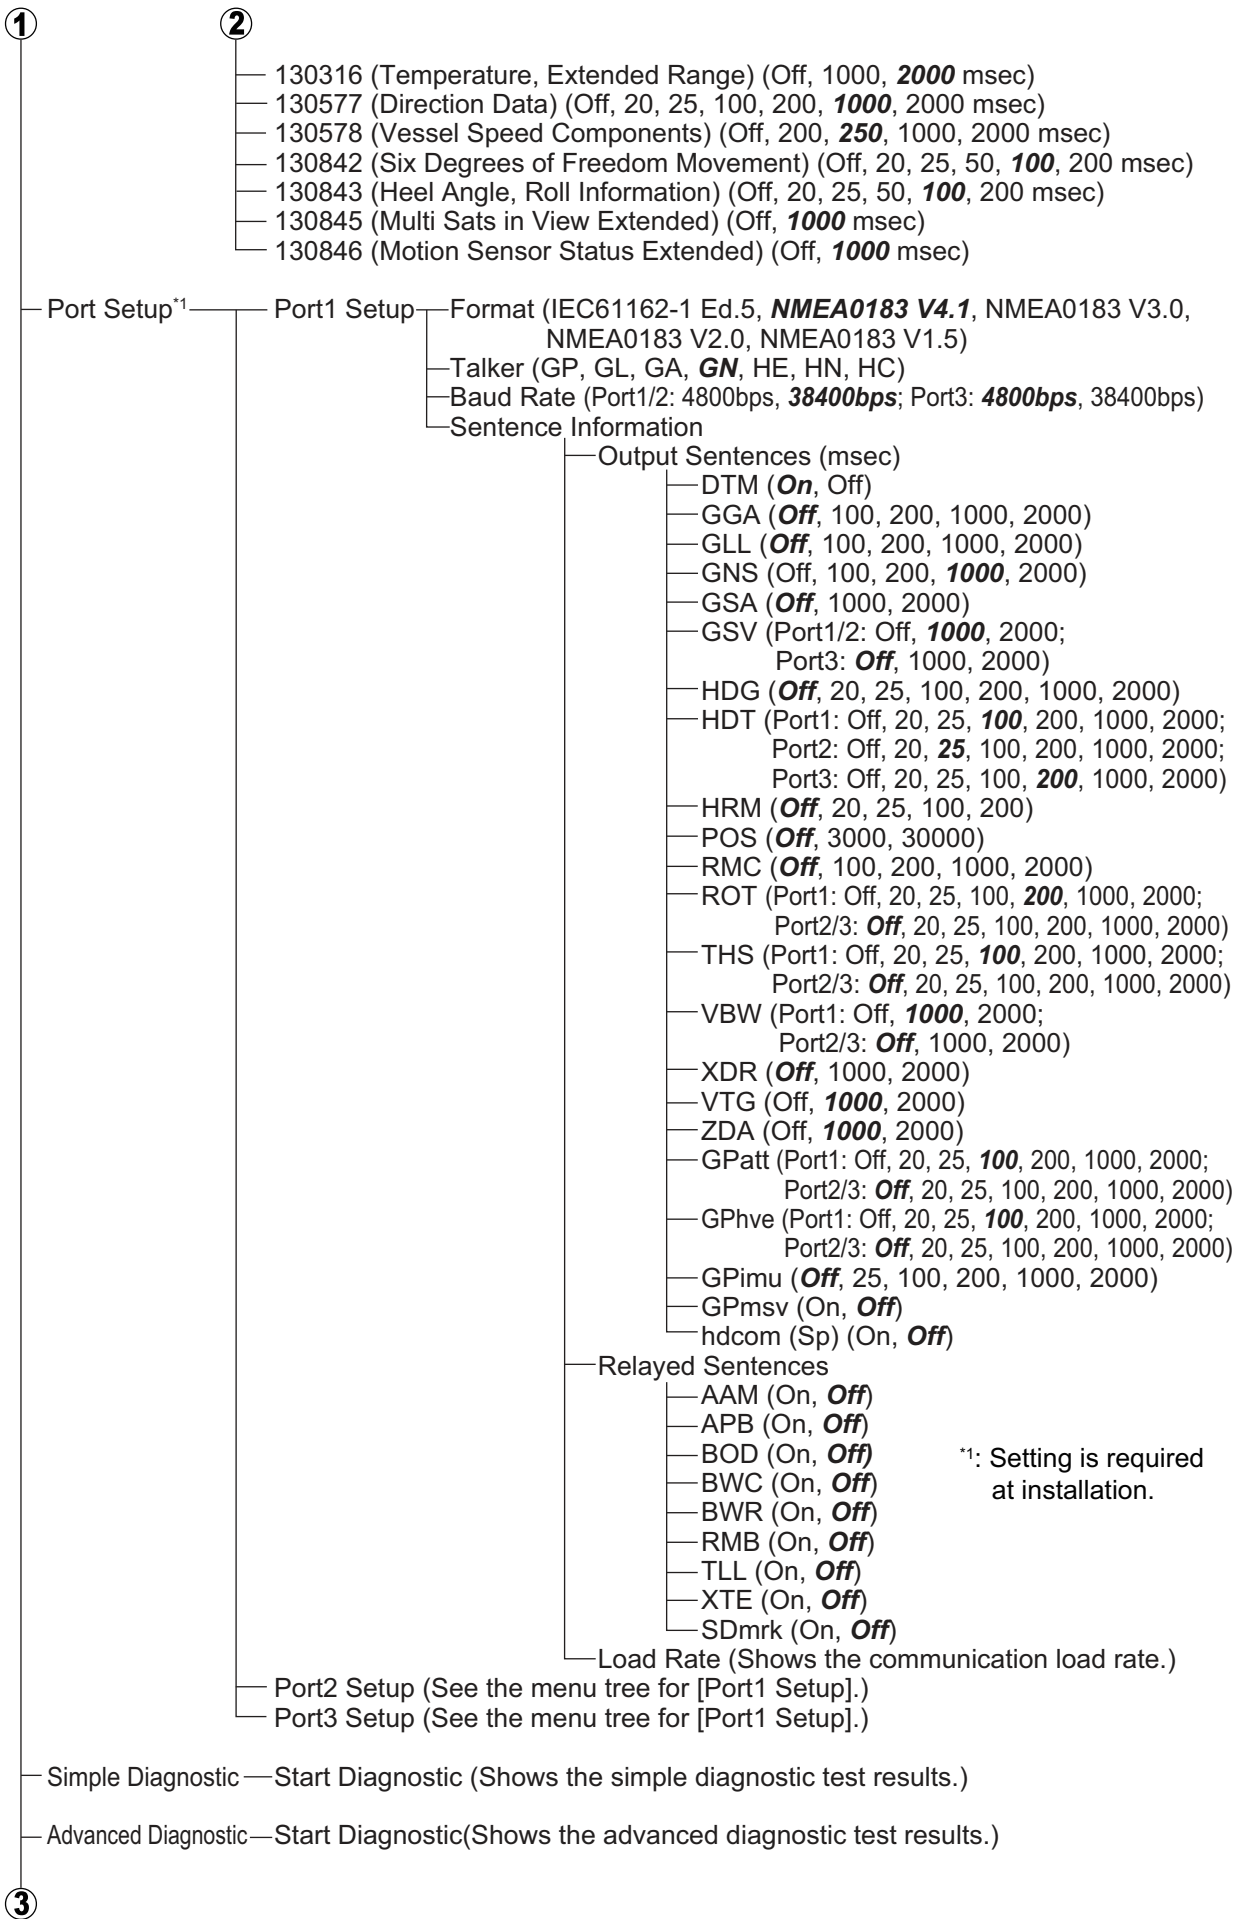 1 2
130316 (Temperature, Extended Range) (Off, 1000, 2000 msec)
130577 (Direction Data) (Off, 20, 25, 100, 200, 1000, 2000 msec)
130578 (Vessel Speed Components) (Off, 200, 250, 1000, 2000 msec)
130842 (Six Degrees of Freedom Movement) (Off, 20, 25, 50, 100, 200 msec)
130843 (Heel Angle, Roll Information) (Off, 20, 25, 50, 100, 200 msec)
130845 (Multi Sats in View Extended) (Off, 1000 msec)
130846 (Motion Sensor Status Extended) (Off, 1000 msec)
Port Setup*1 Port1 Setup Format (IEC61162-1 Ed.5, NMEA0183 V4.1, NMEA0183 V3.0,
NMEA0183 V2.0, NMEA0183 V1.5)
Talker (GP, GL, GA, GN, HE, HN, HC)
Baud Rate (Port1/2: 4800bps, 38400bps; Port3: 4800bps, 38400bps)
Sentence Information
Output Sentences (msec)
DTM (On, Off)
GGA (Off, 100, 200, 1000, 2000)
GLL (Off, 100, 200, 1000, 2000)
GNS (Off, 100, 200, 1000, 2000)
GSA (Off, 1000, 2000)
GSV (Port1/2: Off, 1000, 2000;
Port3: Off, 1000, 2000)
HDG (Off, 20, 25, 100, 200, 1000, 2000)
HDT (Port1: Off, 20, 25, 100, 200, 1000, 2000;
Port2: Off, 20, 25, 100, 200, 1000, 2000;
Port3: Off, 20, 25, 100, 200, 1000, 2000)
HRM (Off, 20, 25, 100, 200)
POS (Off, 3000, 30000)
RMC (Off, 100, 200, 1000, 2000)
ROT (Port1: Off, 20, 25, 100, 200, 1000, 2000;
Port2/3: Off, 20, 25, 100, 200, 1000, 2000)
THS (Port1: Off, 20, 25, 100, 200, 1000, 2000;
Port2/3: Off, 20, 25, 100, 200, 1000, 2000)
VBW (Port1: Off, 1000, 2000;
Port2/3: Off, 1000, 2000)
XDR (Off, 1000, 2000)
VTG (Off, 1000, 2000)
ZDA (Off, 1000, 2000)
GPatt (Port1: Off, 20, 25, 100, 200, 1000, 2000;
Port2/3: Off, 20, 25, 100, 200, 1000, 2000)
GPhve (Port1: Off, 20, 25, 100, 200, 1000, 2000;
Port2/3: Off, 20, 25, 100, 200, 1000, 2000)
GPimu (Off, 25, 100, 200, 1000, 2000)
GPmsv (On, Off)
hdcom (Sp) (On, Off)
Relayed Sentences
AAM (On, Off)
APB (On, Off)
BOD (On, Off) *1: Setting is required
BWC (On, Off) at installation.
BWR (On, Off)
RMB (On, Off)
TLL (On, Off)
XTE (On, Off)
SDmrk (On, Off)
Load Rate (Shows the communication load rate.)
Port2 Setup (See the menu tree for [Port1 Setup].)
Port3 Setup (See the menu tree for [Port1 Setup].)
Simple Diagnostic Start Diagnostic (Shows the simple diagnostic test results.)
Advanced Diagnostic Start Diagnostic(Shows the advanced diagnostic test results.)
3